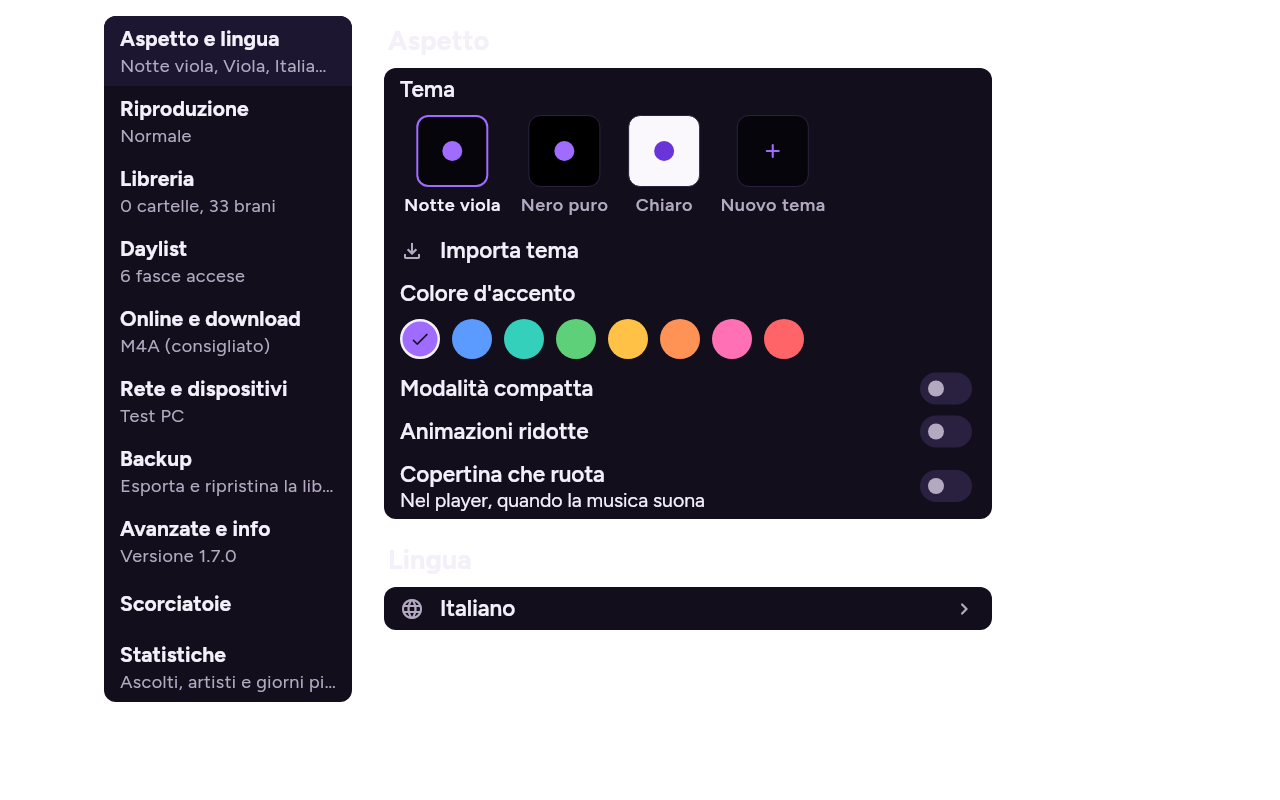 Aspetto e lingua
Notte viola, Viola, Italia...
Riproduzione
Normale
Libreria
0 cartelle, 33 brani
Daylist
6 fasce accese
Online e download
M4A (consigliato)
Rete e dispositivi
Test PC
Backup
Esporta e ripristina la lib...
Avanzate e info
Versione 1.7.0
Scorciatoie
Statistiche
Ascolti, artisti e giorni pi...
Aspetto
Tema
Notte viola
Nero puro
Chiaro
Nuovo tema
Importa tema
Colore d'accento
Modalità compatta
Animazioni ridotte
Copertina che ruota
Nel player, quando la musica suona
Lingua
Italiano